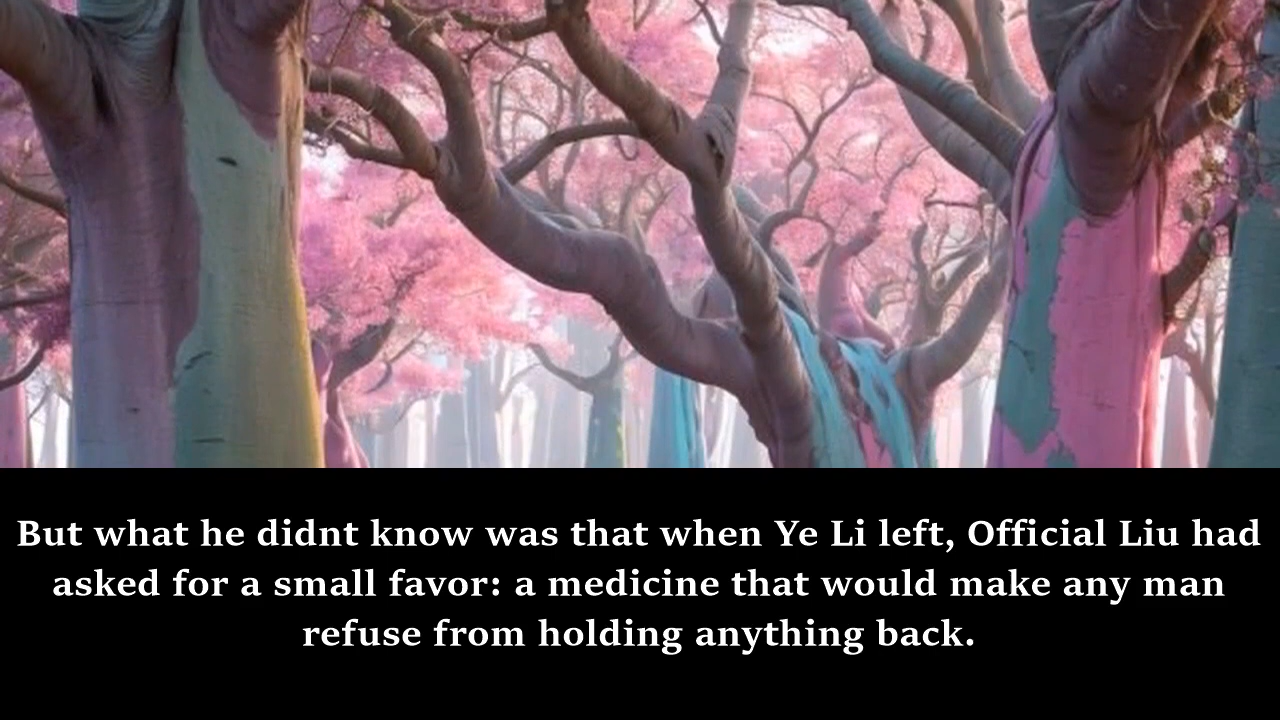 But what he didnt know was that when Ye Li left, Official Liu had
asked for a small favor: a medicine that would make any man
refuse from holding anything back.